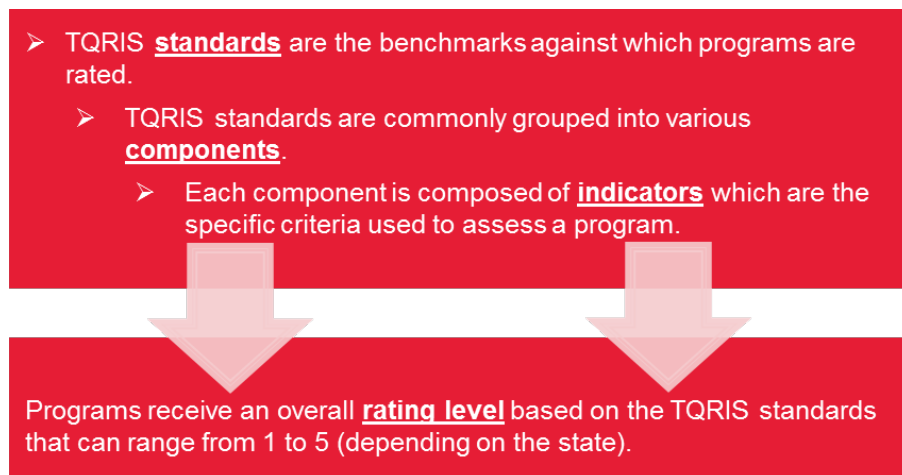 ➢ TQRIS standards are the benchmarks against which programs are
rated.
➢ TQRIS standards are commonly grouped into various
components.
➢ Each component is composed of indicators which are the
specific criteria used to assess a program.
Programs receive an overall rating level based on the TQRIS standards
that can range from 1 to 5 (depending on the state).